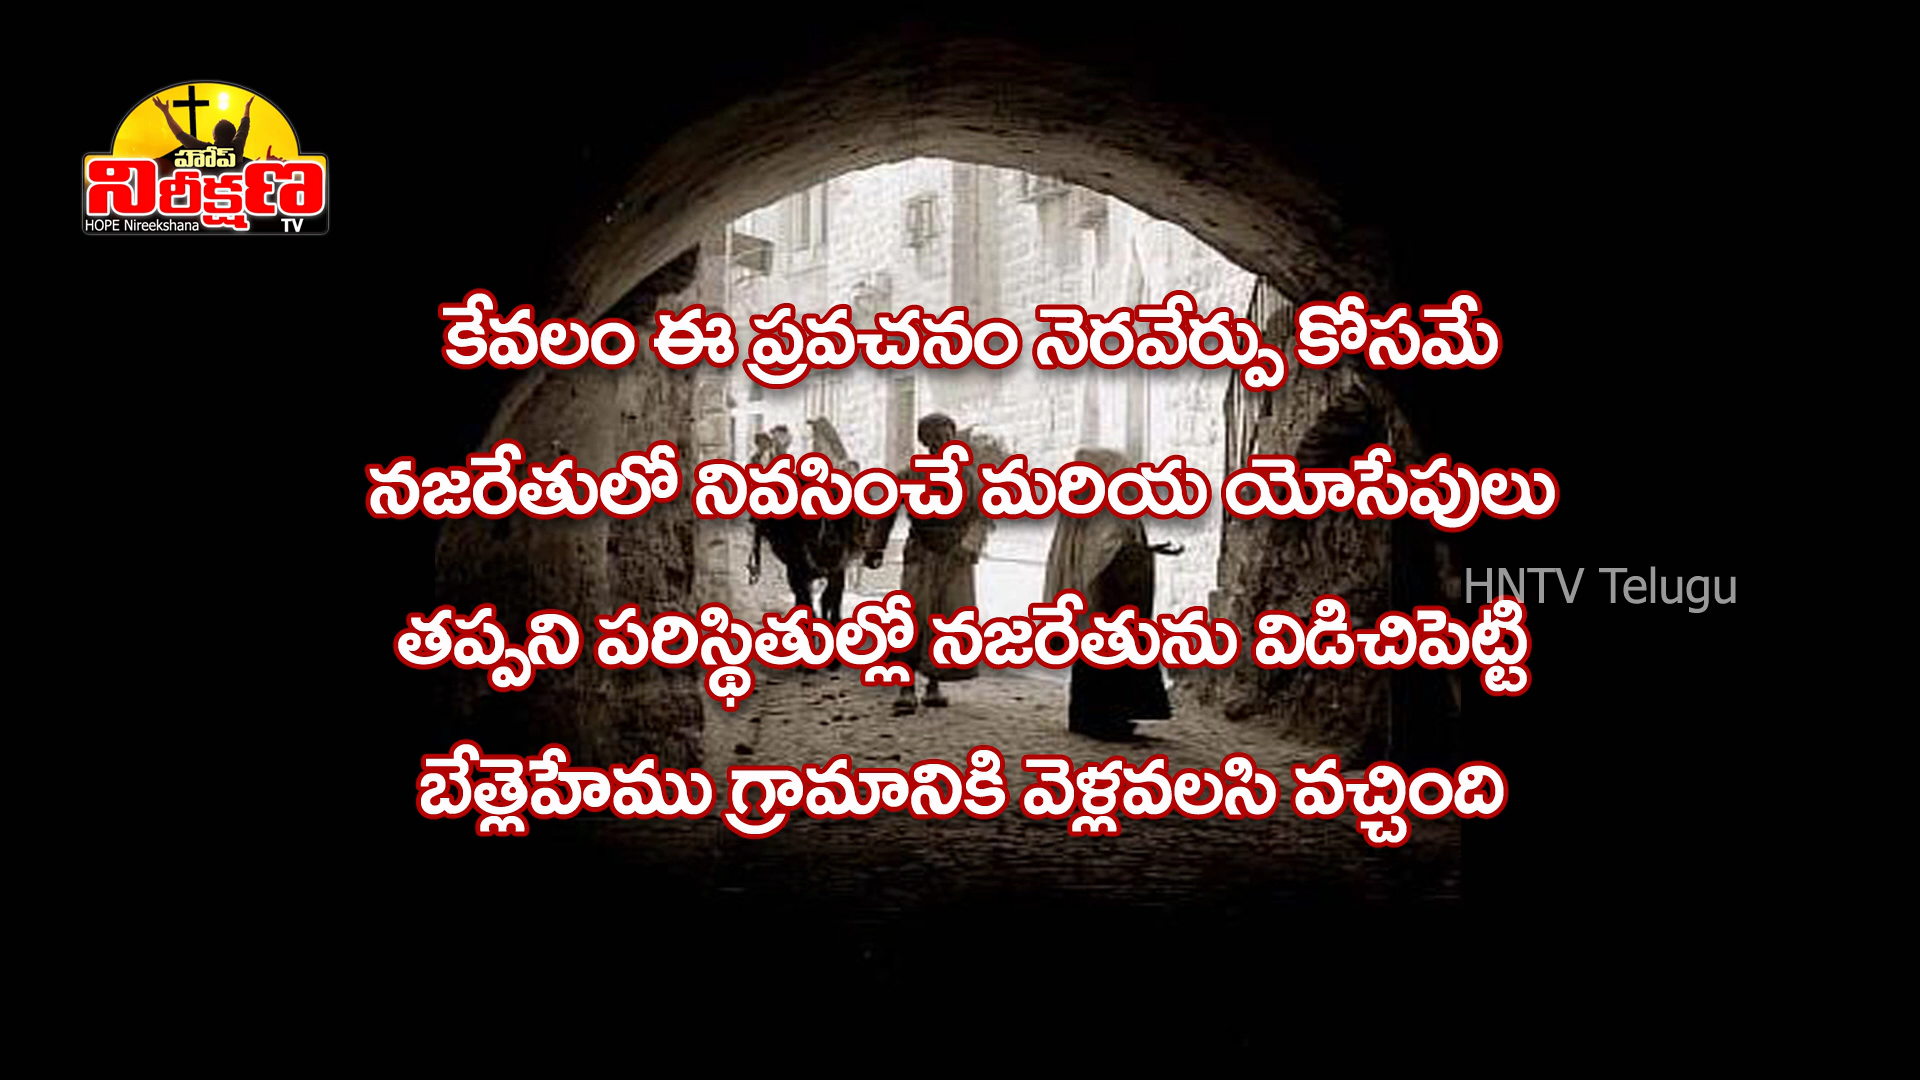 హోప్
నిరీక్షణ
HOPE Nireekshana TV
కేవలం ఈ ప్రవచనం నెరవేర్పు కోసమే
నజరేతులో నివసించే మరియ యోసేపులు
HNTV Telugu
తప్పని పరిస్థితుల్లో నజరేతును విడిచిపెట్టి
బేత్లెహేము గ్రామానికి వెళ్లవలసి వచ్చింది